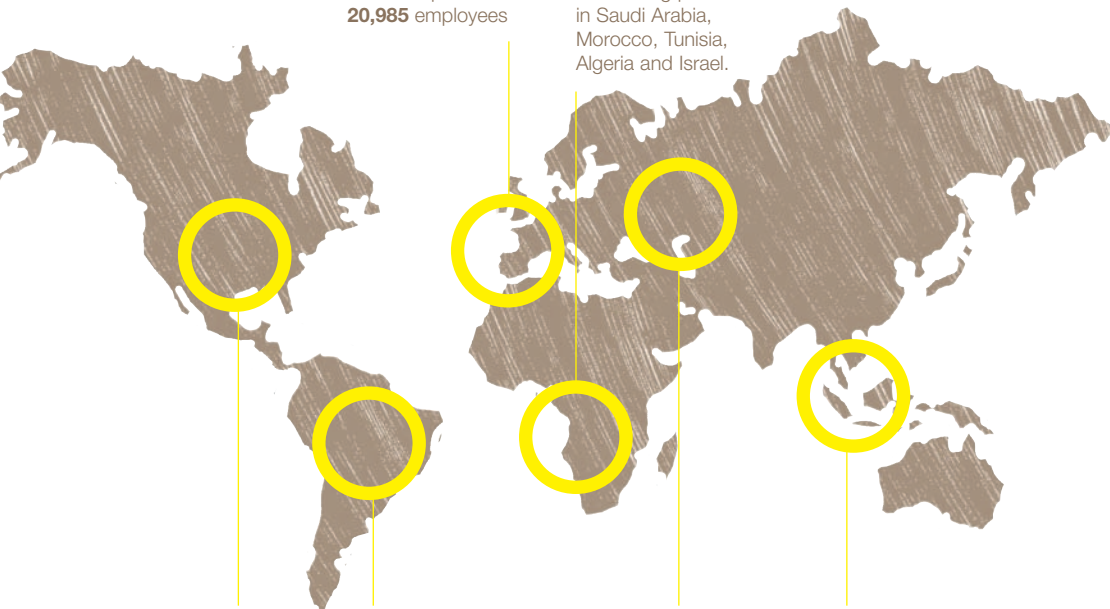 20,985 employees
in Saudi Arabia,
Morocco, Tunisia,
Algeria and Israel.